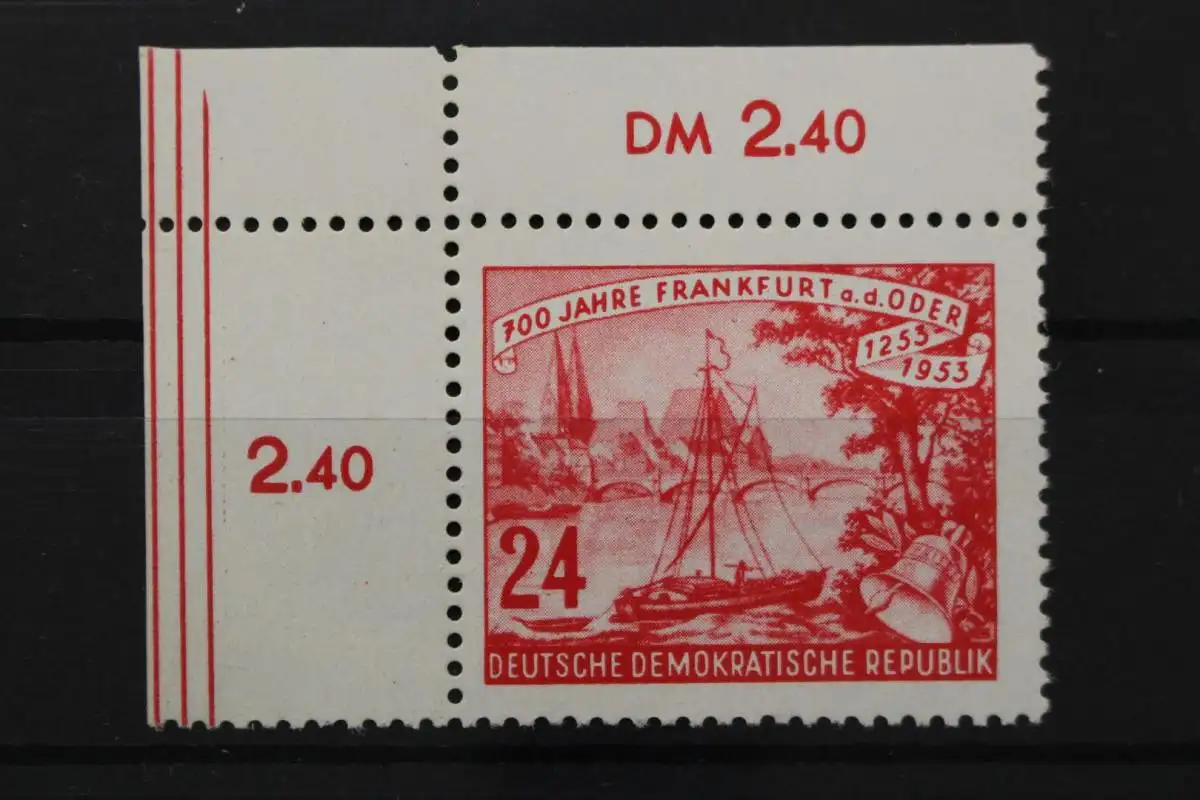 DM 2.40
700 JAHRE FRANKFURT a.d. ODER
1253
1953
2.40
24
DEUTSCHE DEMOKRATISCHE REPUBLIK